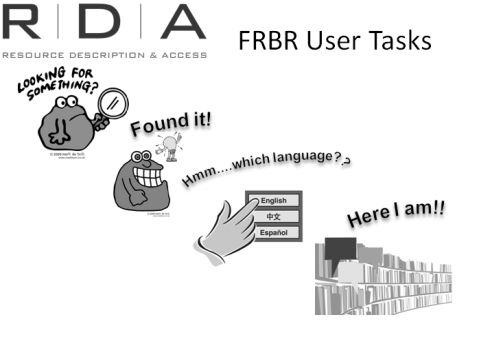 R|D|A
RESOURCE DESCRIPTION & ACCESS
FRBR User Tasks
LOOKING FOR
SOMETHING?
Found it!
Hmm....which language?
English
中文
Español
Here I am!!